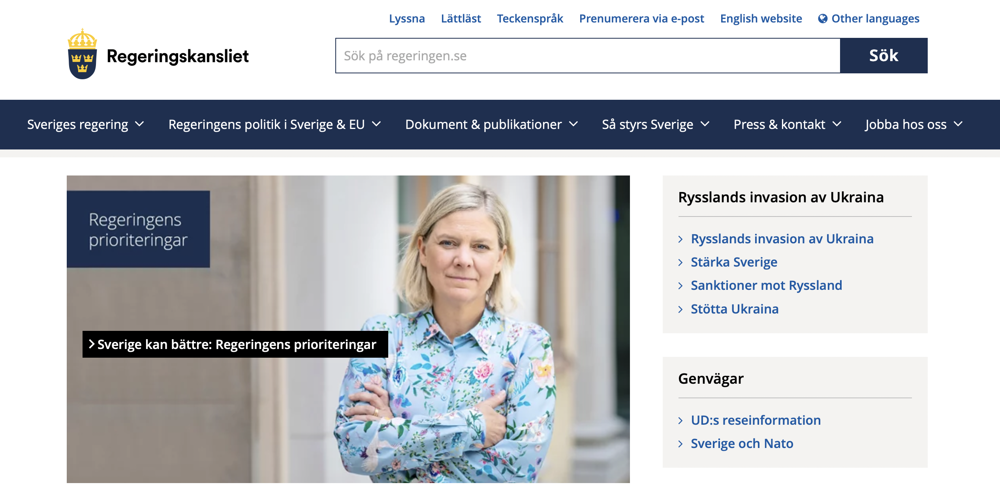 Lyssna Lättläst Teckenspråk Prenumerera via e-post English website Other languages
Regeringskansliet
Sök på regeringen.se Sök
Sveriges regering Regeringens politik i Sverige & EU Dokument & publikationer Så styrs Sverige Press & kontakt Jobba hos oss
Regeringens
prioriteringar
Sverige kan bättre: Regeringens prioriteringar
Rysslands invasion av Ukraina
Rysslands invasion av Ukraina
Stärka Sverige
Sanktioner mot Ryssland
Stötta Ukraina
Genvägar
UD:s reseinformation
Sverige och Nato